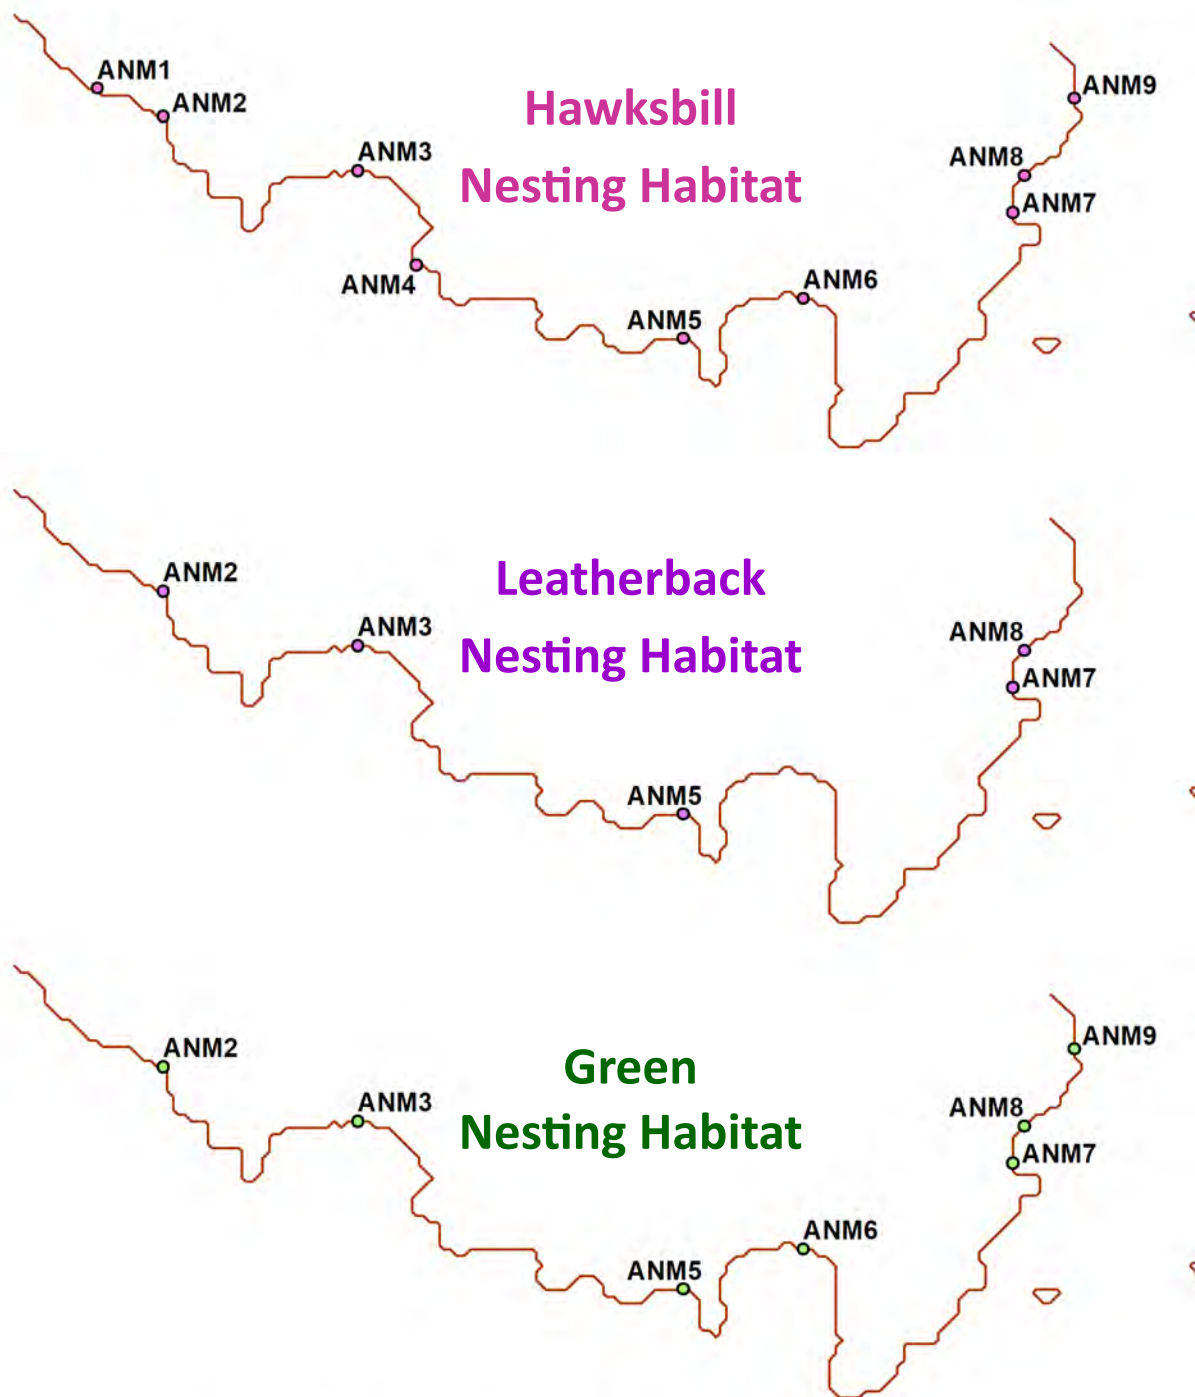 ANM1
ANM2
ANM3
ANM4
Hawksbill
Nesting Habitat
ANM5
ANM6
ANM9
ANM8
ANM7
ANM2
ANM3
Leatherback
Nesting Habitat
ANM5
ANM8
ANM7
ANM2
ANM3
Green
Nesting Habitat
ANM5
ANM6
ANM9
ANM8
ANM7